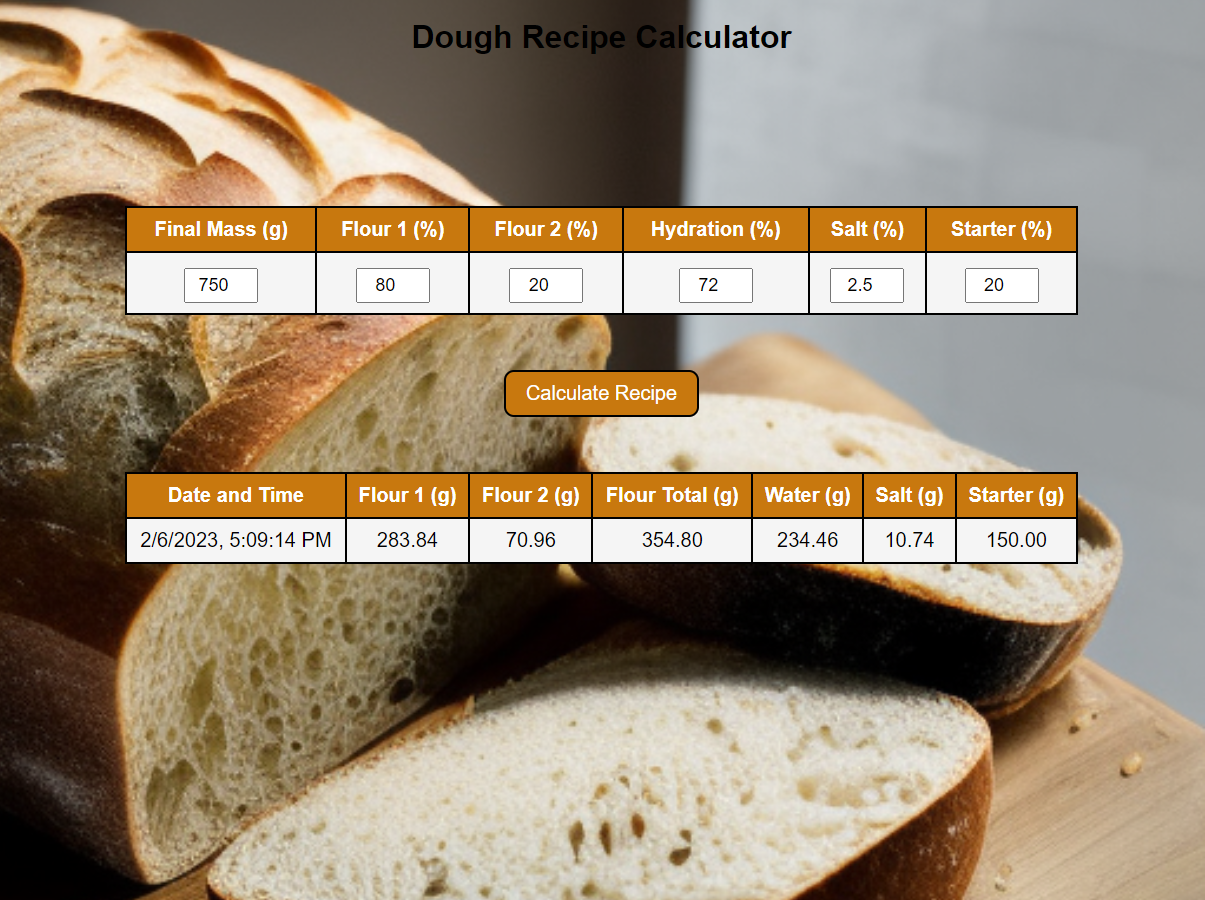 Dough Recipe Calculator
Final Mass (g) Flour 1 (%) Flour 2 (%) Hydration (%) Salt (%) Starter (%)
750 80 20 72 2.5 20
Calculate Recipe
Date and Time Flour 1 (g) Flour 2 (g) Flour Total (g) Water (g) Salt (g) Starter (g)
2/6/2023, 5:09:14 PM 283.84 70.96 354.80 234.46 10.74 150.00